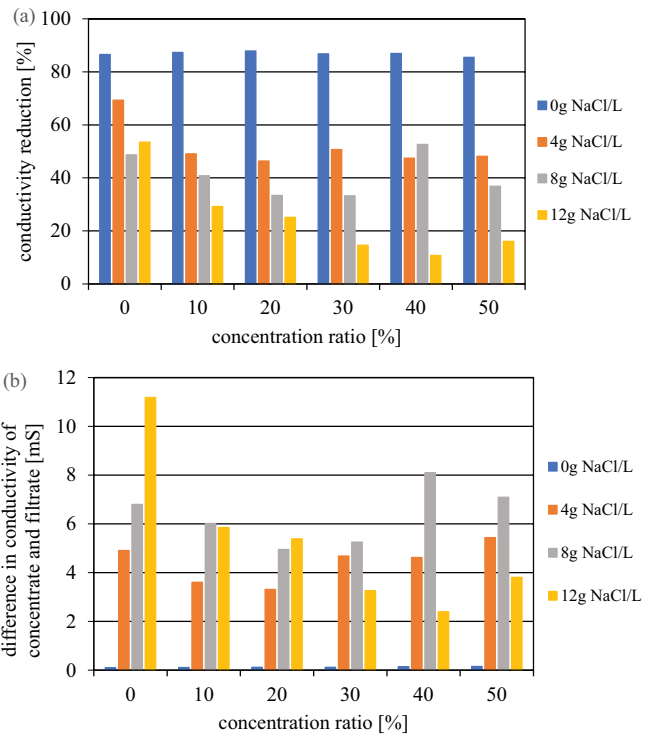 (a)
conductivity reduction [%]
100
80
60
40
20
0
0 10 20 30 40 50
concentration ratio [%]
0g NaCl/L
4g NaCl/L
8g NaCl/L
12g NaCl/L
(b)
difference in conductivity of
concentrate and filtrate [mS]
12
10
8
6
4
2
0
0 10 20 30 40 50
concentration ratio [%]
0g NaCl/L
4g NaCl/L
8g NaCl/L
12g NaCl/L